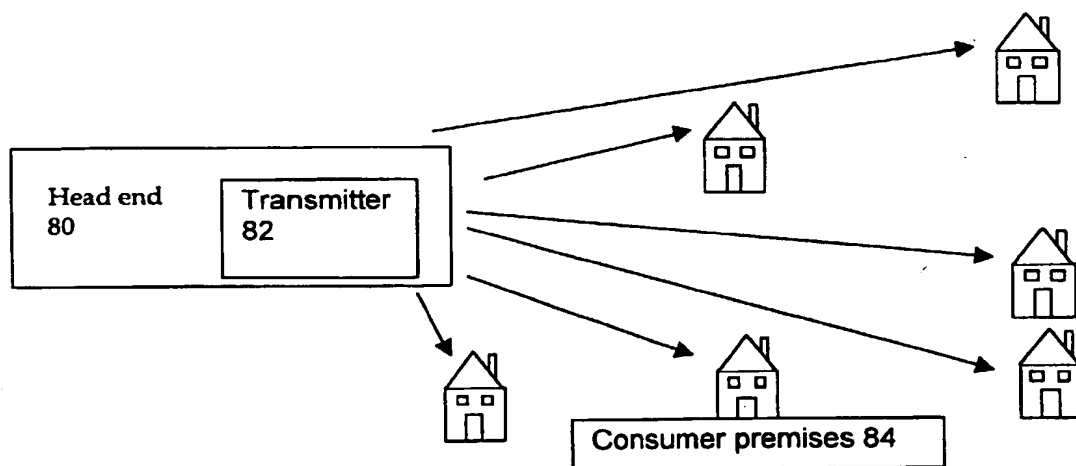 Head end
80
Transmitter
82
Consumer premises 84